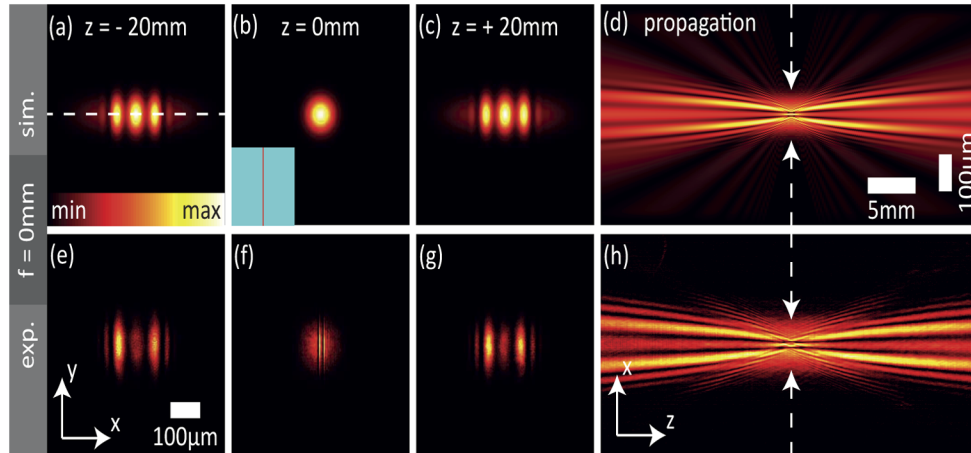 (a) z = - 20mm
(b) z = 0mm
(c) z = + 20mm
(d) propagation
sim.
min max
5mm
100µm
f = 0mm
(e)
(f)
(g)
(h)
exp.
y
x
100µm
x
z